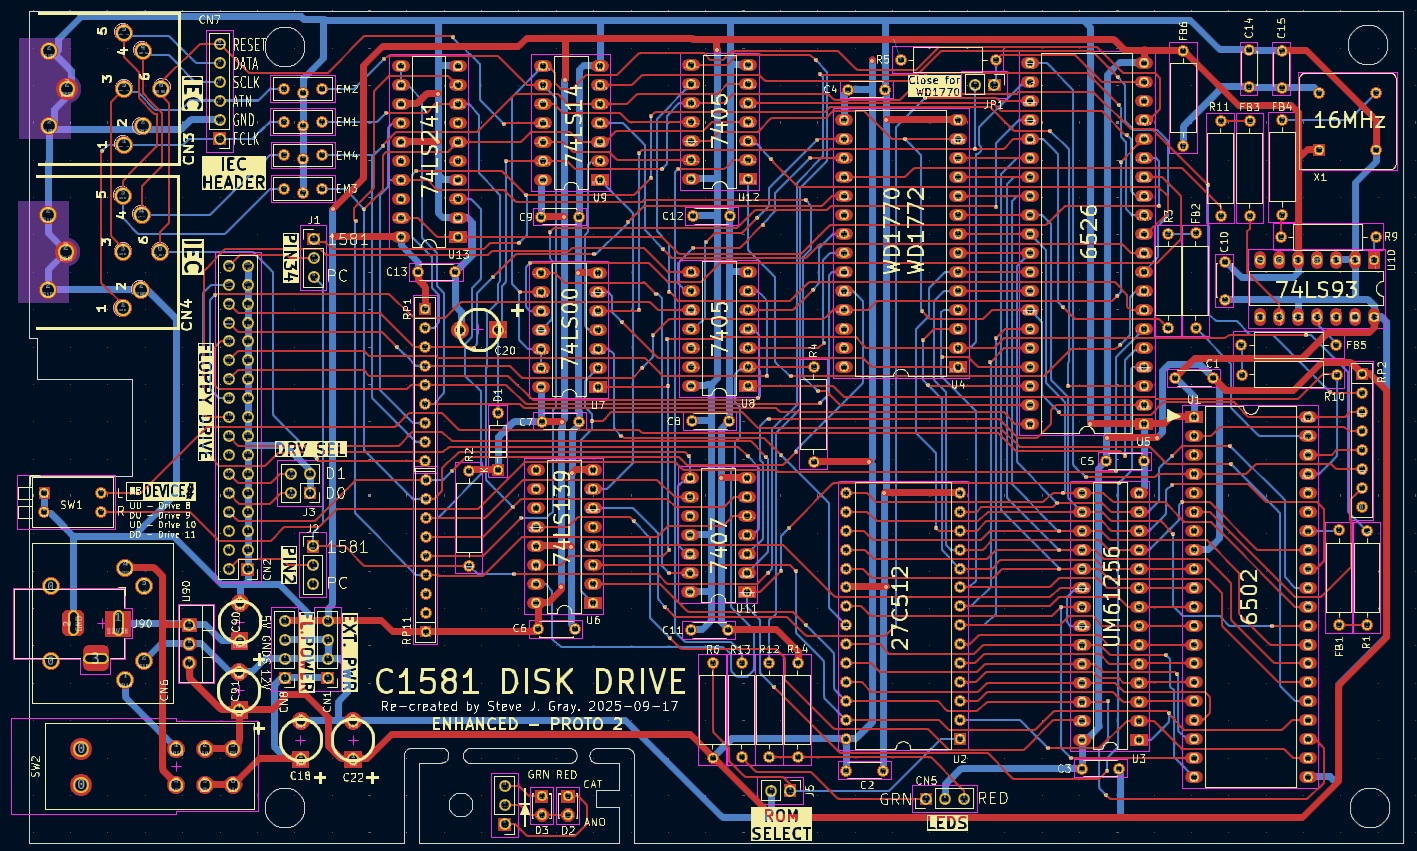 CN7
RESET
DATA
SCLK
ATN
GND
FCLK
IEC
HEADER
IEC
CN3
5
4
3
6
2
1
IEC
CN4
5
4
3
6
2
1
EM2
EM1
EM4
EM3
J1
1581
PC
PIN34
74LS241
U13
C13
74LS14
U9
C9
7405
U12
C12
C4
R5
Close for
WD1770
JP1
WD1770
WD1772
U4
6526
U5
FB6
C14
C15
R11
FB3
FB4
16MHz
X1
R3
FB2
C10
R9
U10
74LS93
FB5
R10
RP2
C1
U1
RP1
C20
+
74LS00
U7
C7
7405
U8
C8
R4
D1
K
R2
FLOPPY DRIVE
CN2
DRV SEL
D1
D0
J3
J2
1581
PC
PIN2
SW1
L
R
DEVICE#
UU - Drive 8
DU - Drive 9
UD - Drive 10
DD - Drive 11
74LS139
U6
C6
7407
U11
C11
27C512
U2
C2
C5
UM61256
U3
C3
6502
FB1
R1
RP11
J90
U90
C90
C91
CN6
5V GND 12V
FL.POWER
EXT. PWR
CN8
CN1
R6
R13
R12
R14
C1581 DISK DRIVE
Re-created by Steve J. Gray. 2025-09-17
ENHANCED - PROTO 2
SW2
C18
+
C22
+
GRN RED
CAT
ANO
D3
D2
J5
ROM
SELECT
CN5
GRN
RED
LEDS